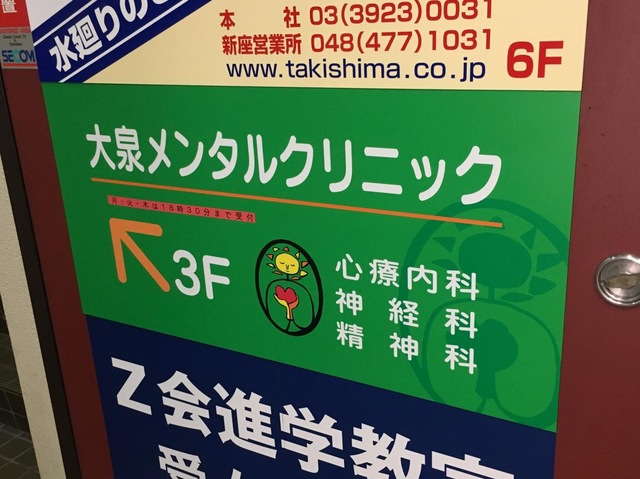 置
SECOM
水廻りの
本社 03(3923)0031
新座営業所 048(477)1031
www.takishima.co.jp 6F
大泉メンタルクリニック
月・火・木は18時30分まで受付
3F
心療内科
神経科
精神科
Z会進学教室